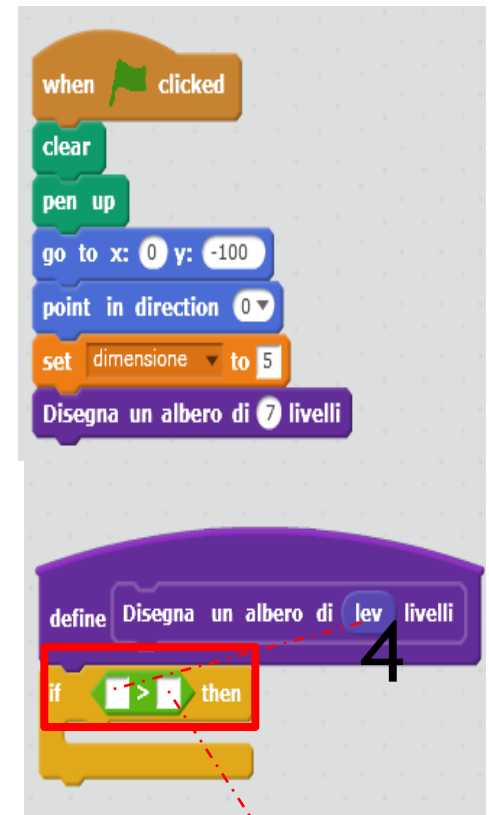 when clicked
clear
pen up
go to x: 0 y: -100
point in direction 0
set dimensione to 5
Disegna un albero di 7 livelli
define Disegna un albero di lev livelli
4
if > then